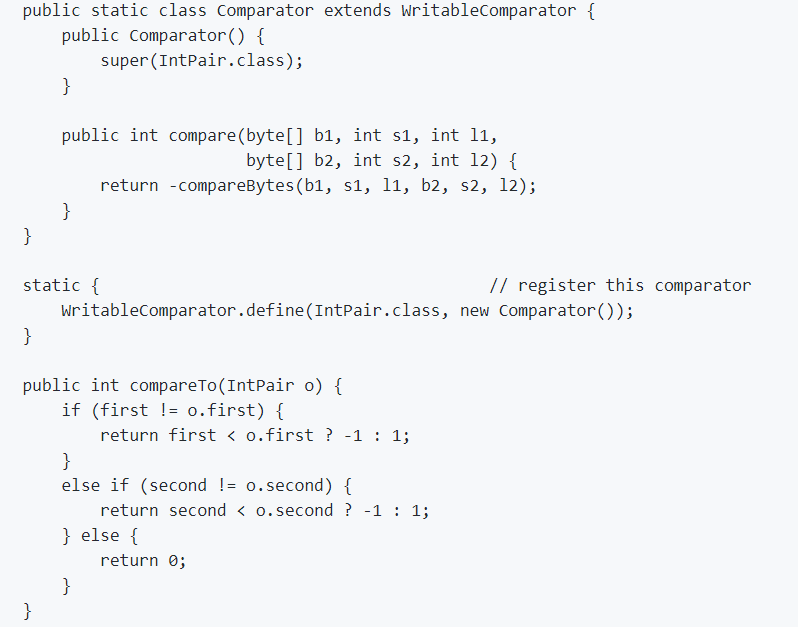 public static class Comparator extends WritableComparator {
    public Comparator() {
        super(IntPair.class);
    }

    public int compare(byte[] b1, int s1, int l1,
                       byte[] b2, int s2, int l2) {
        return -compareBytes(b1, s1, l1, b2, s2, l2);
    }
}

static {                                        // register this comparator
    WritableComparator.define(IntPair.class, new Comparator());
}

public int compareTo(IntPair o) {
    if (first != o.first) {
        return first < o.first ? -1 : 1;
    }
    else if (second != o.second) {
        return second < o.second ? -1 : 1;
    } else {
        return 0;
    }
}